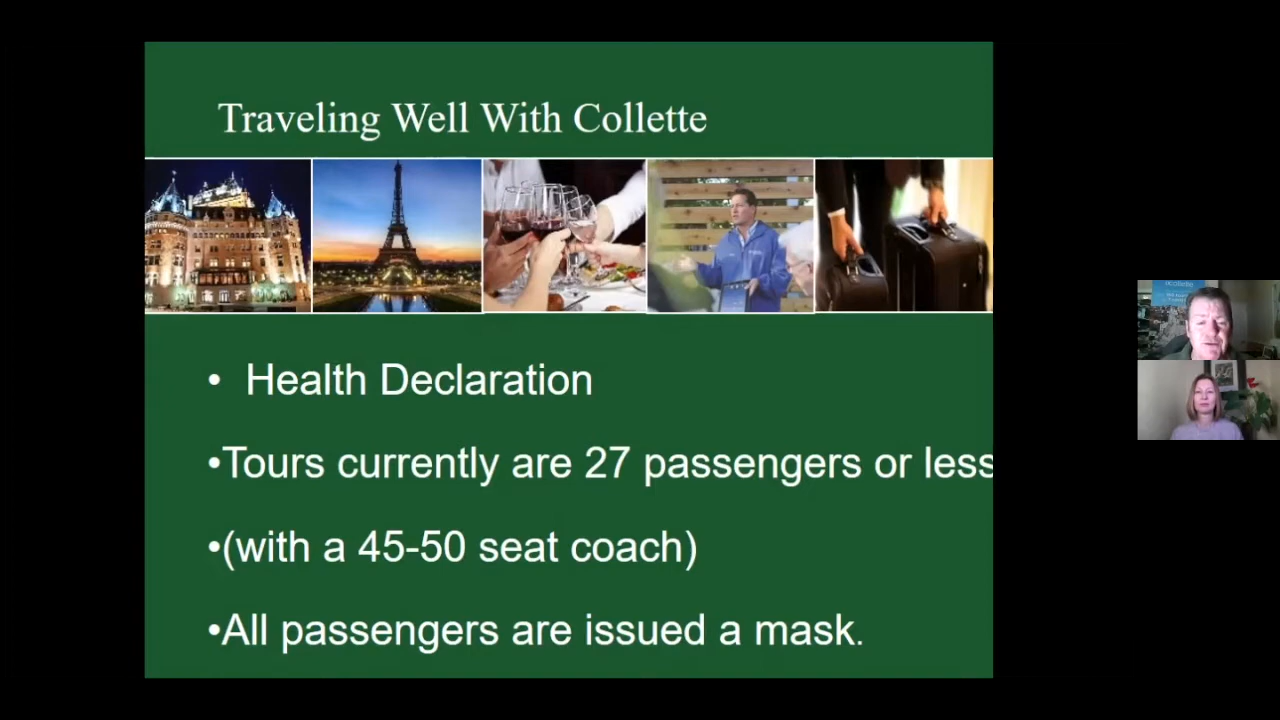 Traveling Well With Collette
• Health Declaration
•Tours currently are 27 passengers or less
•(with a 45-50 seat coach)
•All passengers are issued a mask.